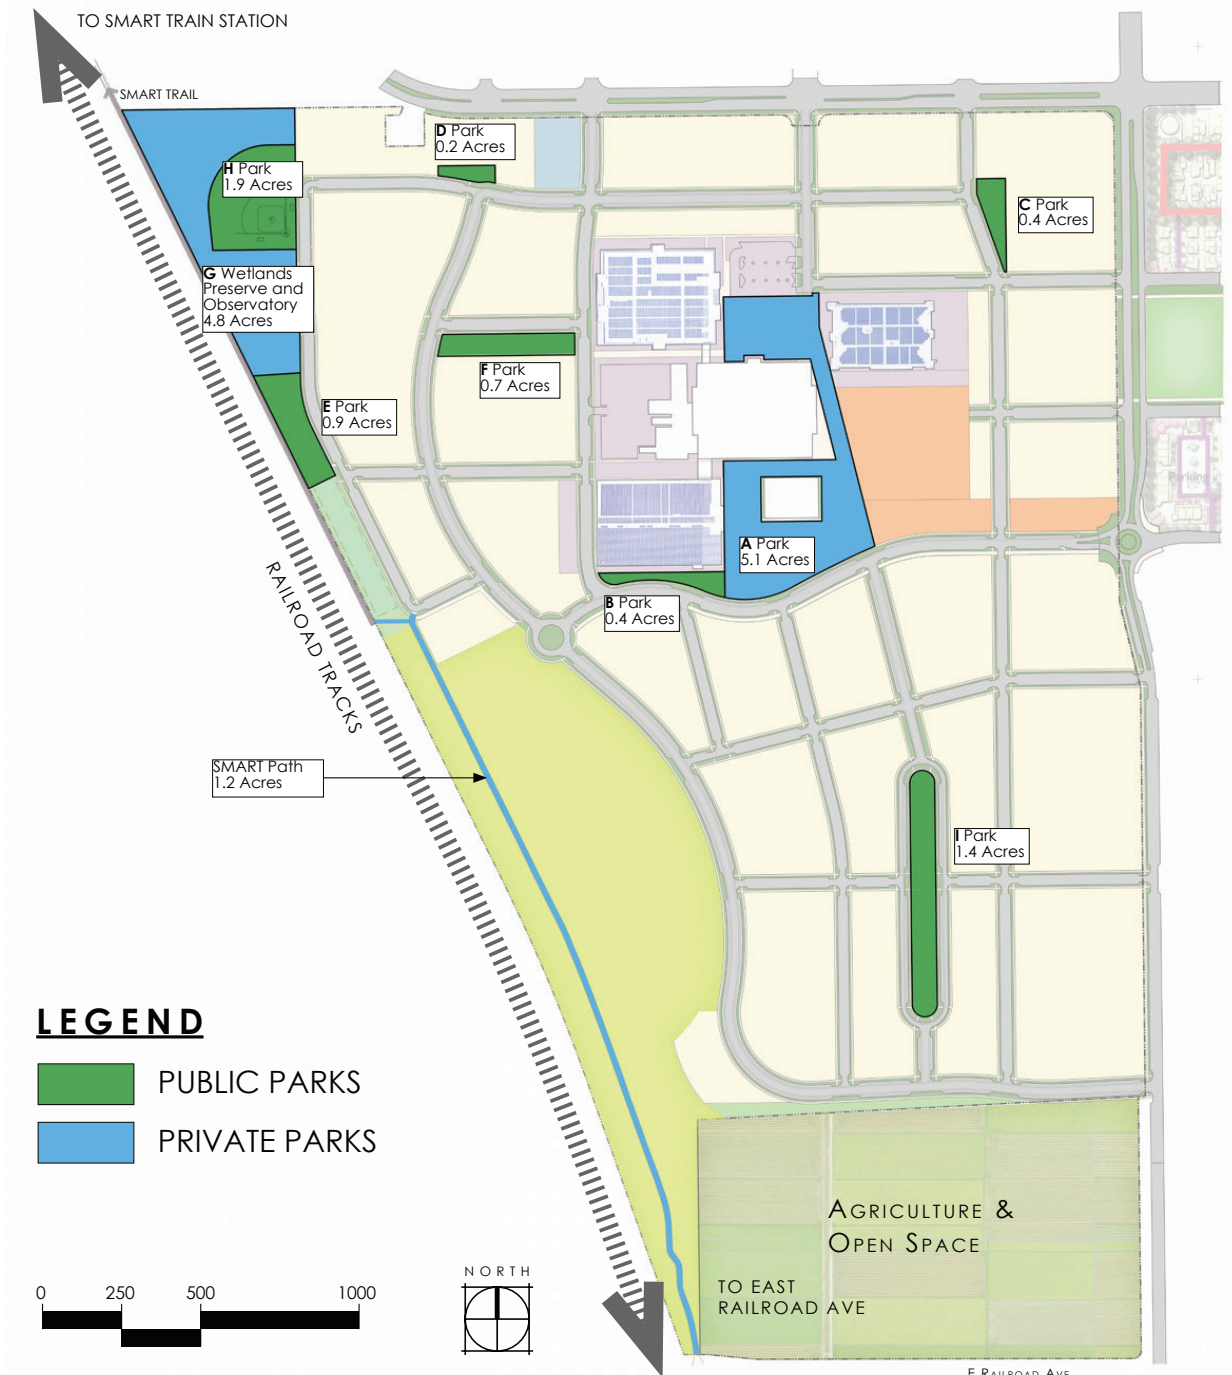 TO SMART TRAIN STATION
SMART TRAIL
D Park
0.2 Acres
H Park
1.9 Acres
C Park
0.4 Acres
G Wetlands
Preserve and
Observatory
4.8 Acres
F Park
0.7 Acres
E Park
0.9 Acres
Parking
A Park
5.1 Acres
B Park
0.4 Acres
RAILROAD TRACKS
SMART Path
1.2 Acres
I Park
1.4 Acres
LEGEND
PUBLIC PARKS
PRIVATE PARKS
AGRICULTURE &
OPEN SPACE
TO EAST
RAILROAD AVE
0 250 500 1000
NORTH
E RAILROAD AVE